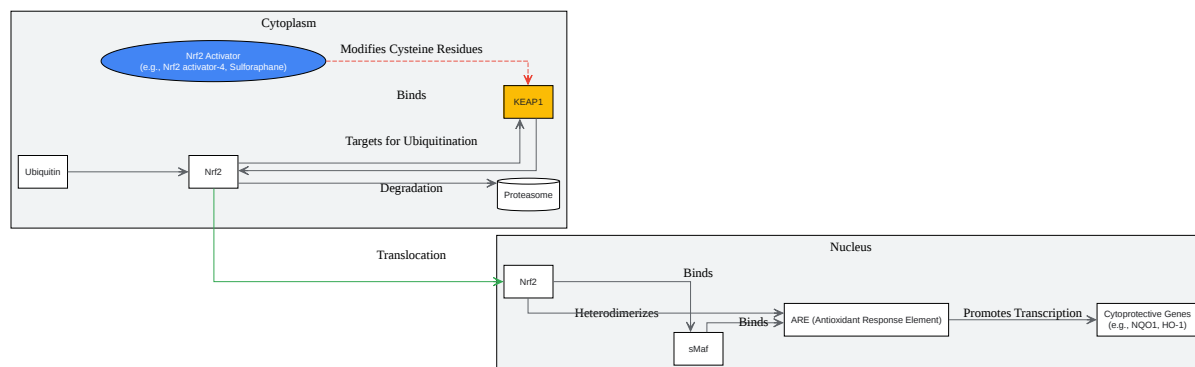 Cytoplasm
Nrf2 Activator
(e.g., Nrf2 activator-4, Sulforaphane)
Modifies Cysteine Residues
Binds
KEAP1
Targets for Ubiquitination
Ubiquitin
Nrf2
Degradation
Proteasome
Translocation
Nucleus
Nrf2
Binds
Heterodimerizes
Binds
sMaf
ARE (Antioxidant Response Element)
Promotes Transcription
Cytoprotective Genes
(e.g., NQO1, HO-1)